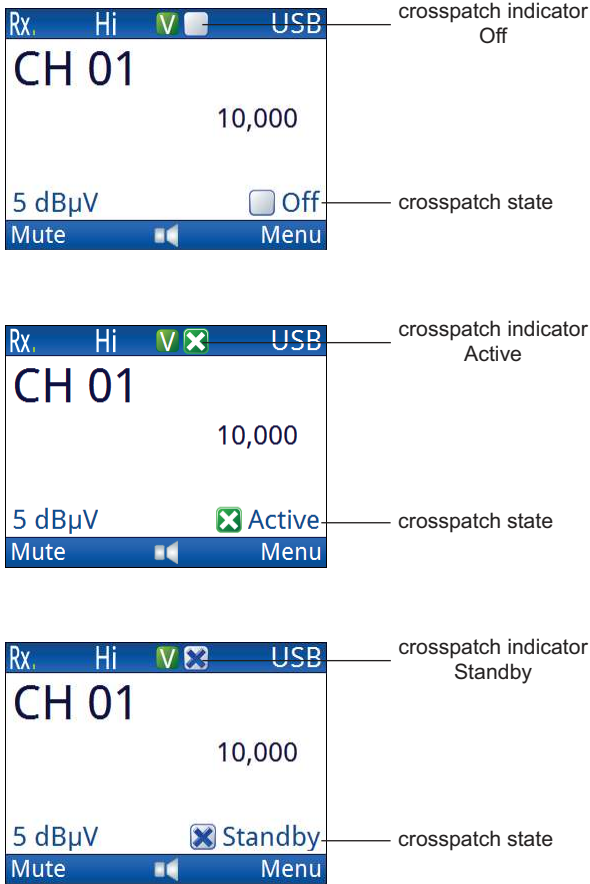 Rx. Hi V USB
crosspatch indicator
Off
CH 01
10,000
5 dBµV Off
crosspatch state
Mute Menu
Rx. Hi V USB
crosspatch indicator
Active
CH 01
10,000
5 dBµV Active
crosspatch state
Mute Menu
Rx. Hi V USB
crosspatch indicator
Standby
CH 01
10,000
5 dBµV Standby
crosspatch state
Mute Menu